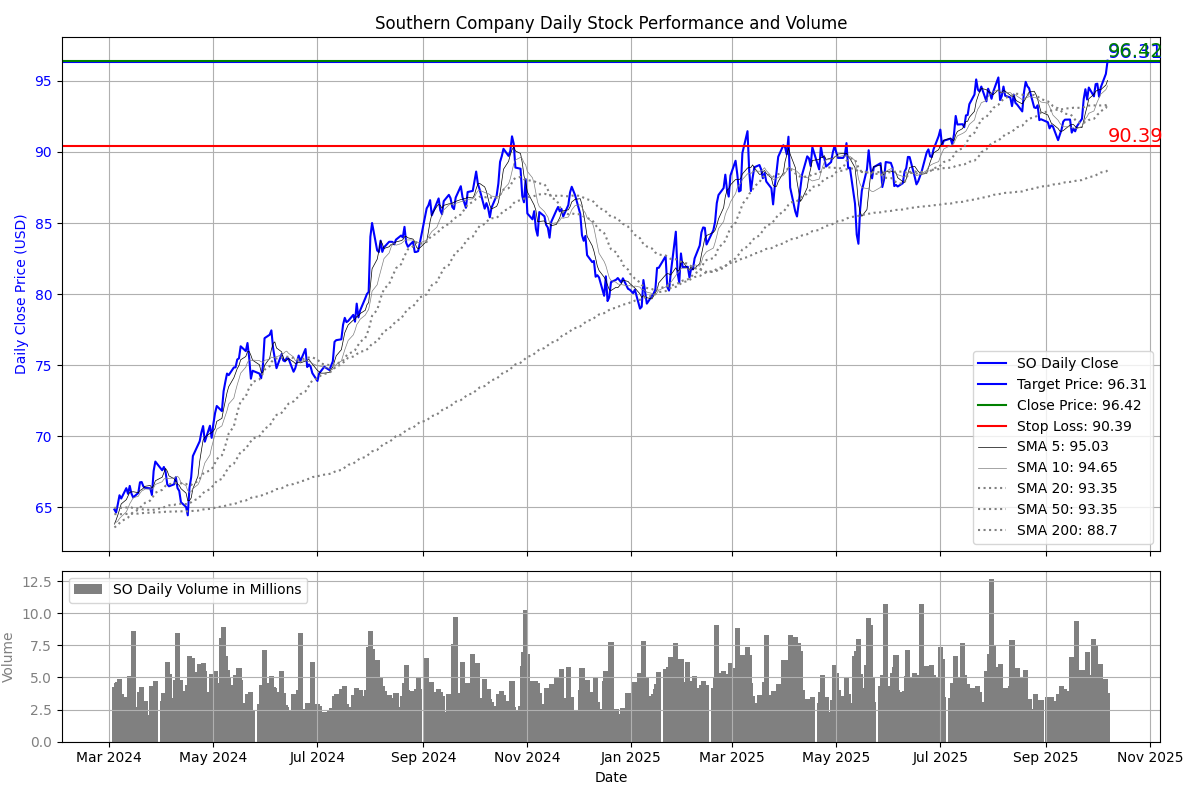 Southern Company Daily Stock Performance and Volume
96.42
96.31
90.39
Daily Close Price (USD)
95
90
85
80
75
70
65
SO Daily Close
Target Price: 96.31
Close Price: 96.42
Stop Loss: 90.39
SMA 5: 95.03
SMA 10: 94.65
SMA 20: 93.35
SMA 50: 93.35
SMA 200: 88.7
SO Daily Volume in Millions
Volume
12.5
10.0
7.5
5.0
2.5
0.0
Mar 2024 May 2024 Jul 2024 Sep 2024 Nov 2024 Jan 2025 Mar 2025 May 2025 Jul 2025 Sep 2025 Nov 2025
Date